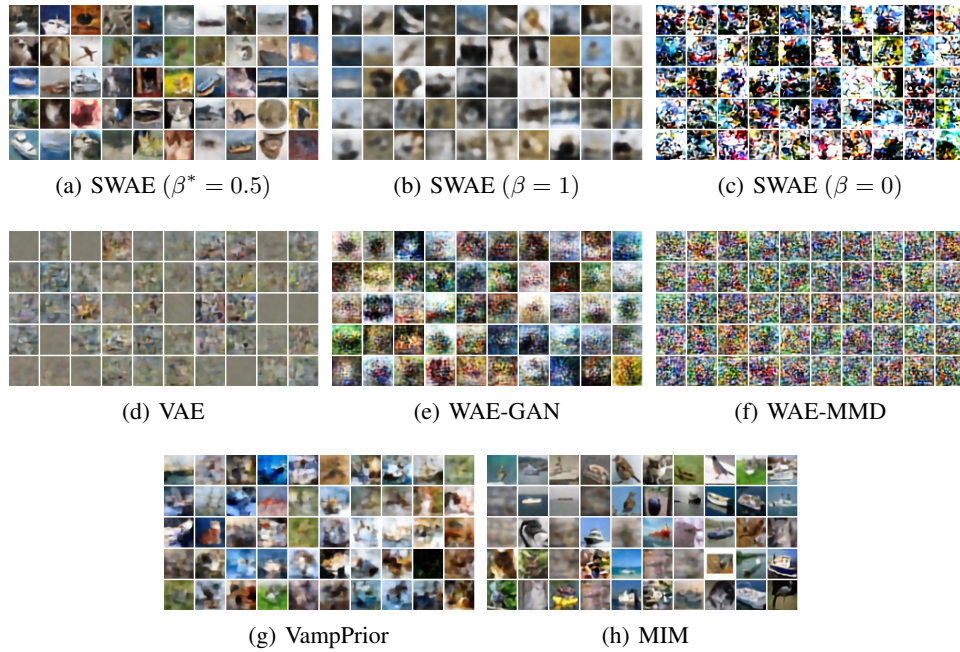 (a) SWAE (β* = 0.5)
(b) SWAE (β = 1)
(c) SWAE (β = 0)
(d) VAE
(e) WAE-GAN
(f) WAE-MMD
(g) VampPrior
(h) MIM